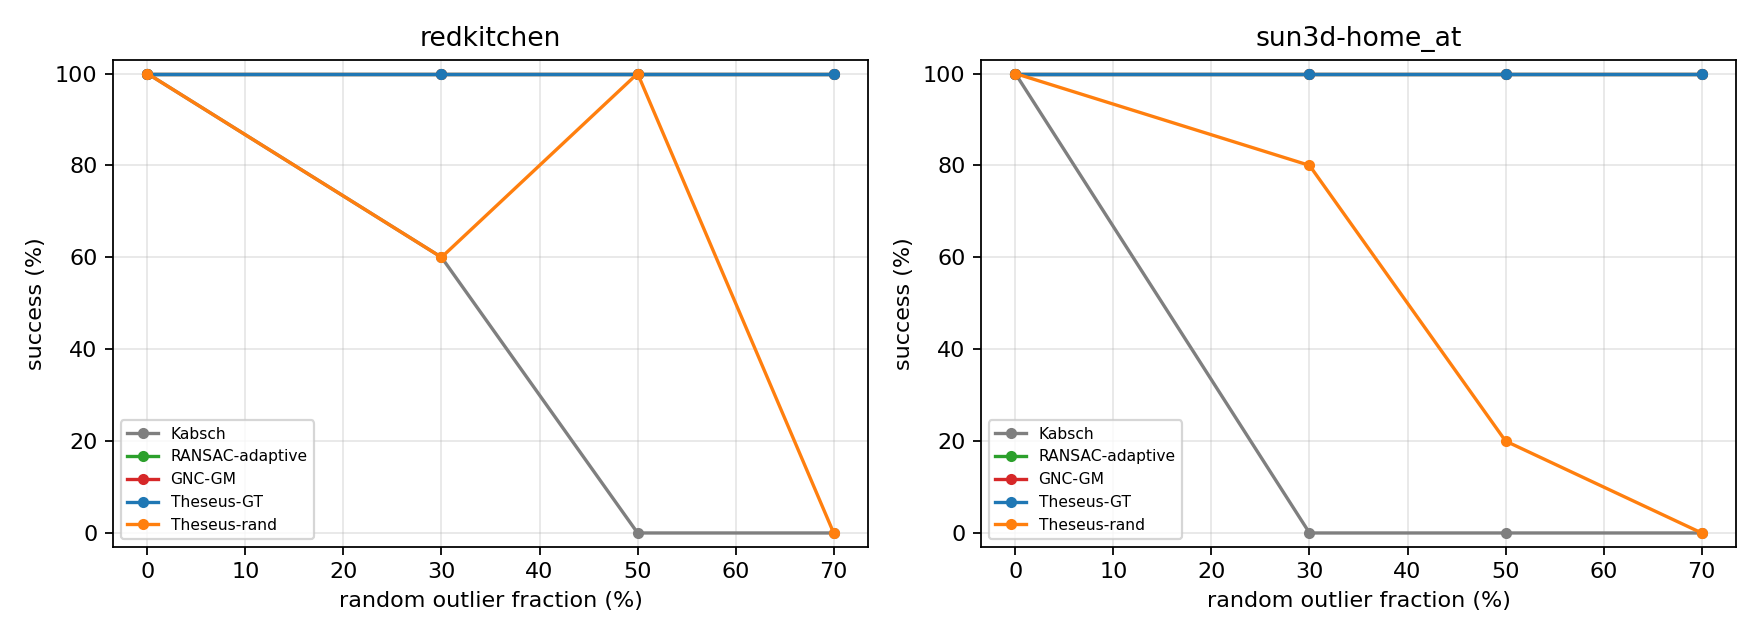 redkitchen
success (%)
100
80
60
40
20
0
Kabsch
RANSAC-adaptive
GNC-GM
Theseus-GT
Theseus-rand
0 10 20 30 40 50 60 70
random outlier fraction (%)
sun3d-home_at
success (%)
100
80
60
40
20
0
Kabsch
RANSAC-adaptive
GNC-GM
Theseus-GT
Theseus-rand
0 10 20 30 40 50 60 70
random outlier fraction (%)